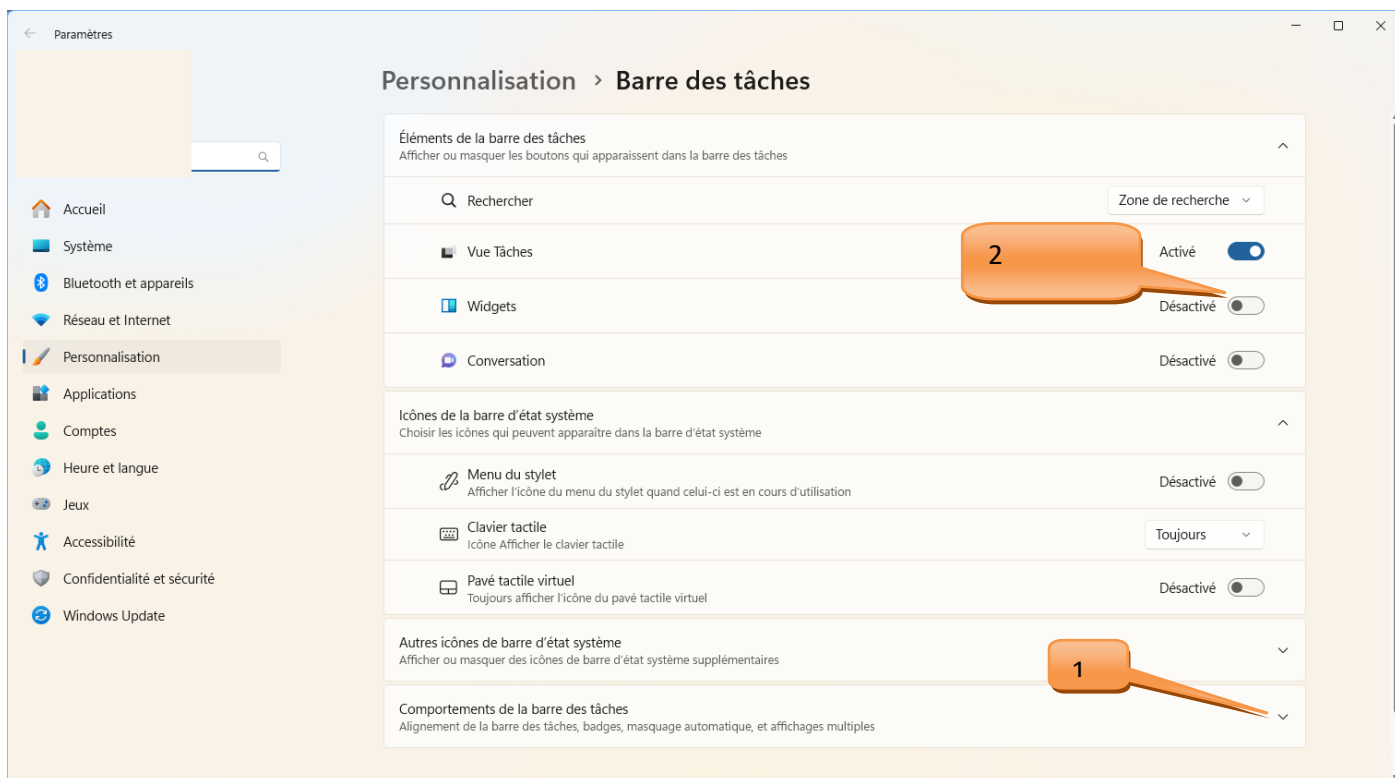 Paramètres
Personnalisation > Barre des tâches
Éléments de la barre des tâches
Afficher ou masquer les boutons qui apparaissent dans la barre des tâches
Rechercher
Zone de recherche
Accueil
Système
Bluetooth et appareils
Réseau et Internet
Personnalisation
Applications
Comptes
Heure et langue
Jeux
Accessibilité
Confidentialité et sécurité
Windows Update
Vue Tâches
2
Activé
Widgets
Désactivé
Conversation
Désactivé
Icônes de la barre d'état système
Choisir les icônes qui peuvent apparaître dans la barre d'état système
Menu du stylet
Afficher l'icône du menu du stylet quand celui-ci est en cours d'utilisation
Désactivé
Clavier tactile
Icône Afficher le clavier tactile
Toujours
Pavé tactile virtuel
Toujours afficher l'icône du pavé tactile virtuel
Désactivé
Autres icônes de barre d'état système
Afficher ou masquer des icônes de barre d'état système supplémentaires
1
Comportements de la barre des tâches
Alignement de la barre des tâches, badges, masquage automatique, et affichages multiples